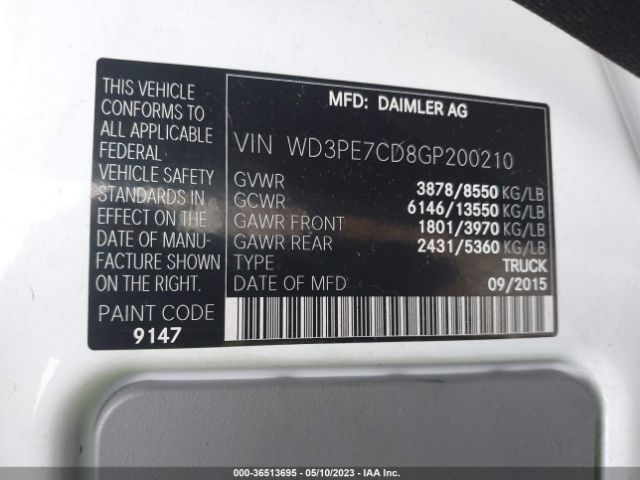 THIS VEHICLE
CONFORMS TO
ALL APPLICABLE
FEDERAL
VEHICLE SAFETY
STANDARDS IN
EFFECT ON THE
DATE OF MANU-
FACTURE SHOWN
ON THE RIGHT.
PAINT CODE
9147
MFD: DAIMLER AG
VIN WD3PE7CD8GP200210
GVWR 3878/8550 KG/LB
GCWR 6146/13550 KG/LB
GAWR FRONT 1801/3970 KG/LB
GAWR REAR 2431/5360 KG/LB
TYPE TRUCK
DATE OF MFD 09/2015
000-36513695 - 05/10/2023 - IAA Inc.